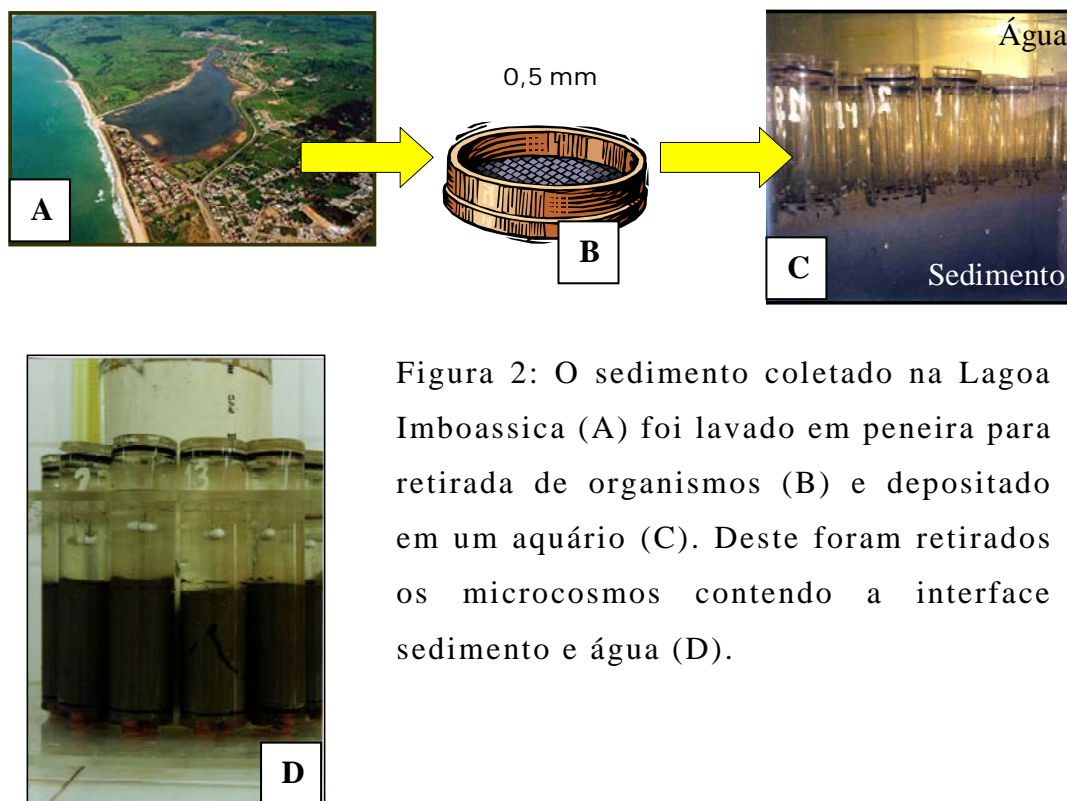 0,5 mm
Água
A
B
C
Sedimento
Figura 2: O sedimento coletado na Lagoa
Imboassica (A) foi lavado em peneira para
retirada de organismos (B) e depositado
em um aquário (C). Deste foram retirados
os microcosmos contendo a interface
sedimento e água (D).
13
D